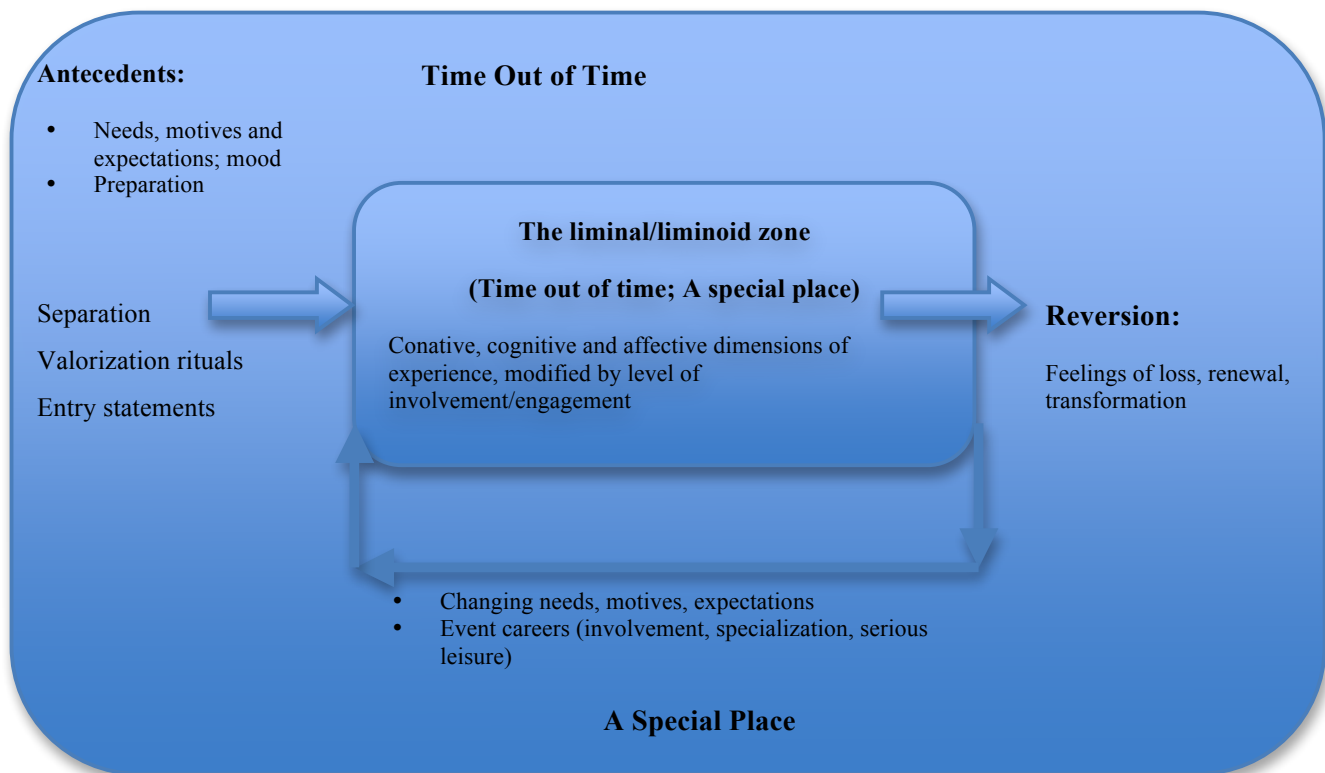 Antecedents:
Time Out of Time
• Needs, motives and
expectations; mood
• Preparation
The liminal/liminoid zone
(Time out of time; A special place)
Conative, cognitive and affective dimensions of
experience, modified by level of
involvement/engagement
Separation
Valorization rituals
Entry statements
Reversion:
Feelings of loss, renewal,
transformation
• Changing needs, motives, expectations
• Event careers (involvement, specialization, serious
leisure)
A Special Place